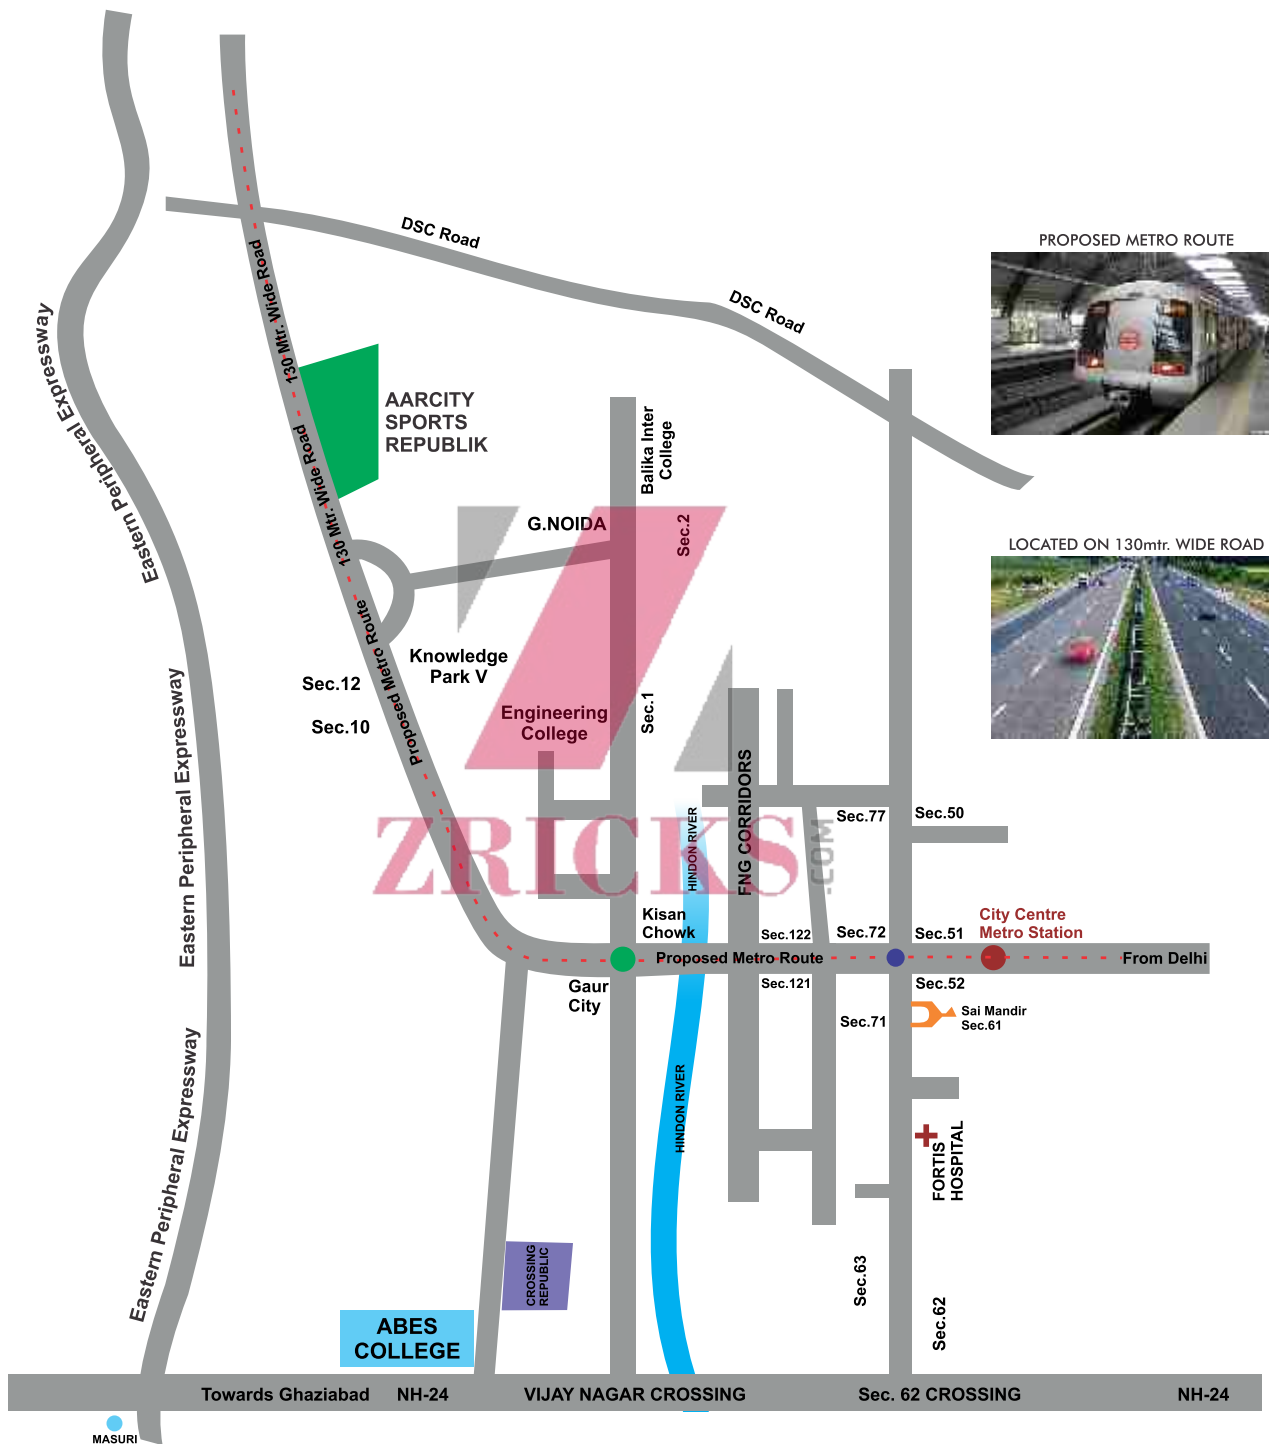 DSC Road
DSC Road
PROPOSED METRO ROUTE
130 Mtr. Wide Road
Eastern Peripheral Expressway
AARCITY
SPORTS
REPUBLIK
130 Mtr. Wide Road
Balika Inter
College
G.NOIDA
Sec.2
LOCATED ON 130mtr. WIDE ROAD
Proposed Metro Route
Knowledge
Park V
Sec.12
Sec.10
Engineering
College
Sec.1
Eastern Peripheral Expressway
FNG CORRIDORS
HINDON RIVER
Sec.77
Sec.50
ZRICKS
.COM
Kisan
Chowk
Sec.122
Sec.72
Sec.51
City Centre
Metro Station
Proposed Metro Route
From Delhi
Gaur
City
Sec.121
Sec.52
Sec.71
Sai Mandir
Sec.61
HINDON RIVER
Eastern Peripheral Expressway
FORTIS
HOSPITAL
CROSSING
REPUBLIC
Sec.63
Sec.62
ABES
COLLEGE
Towards Ghaziabad
NH-24
VIJAY NAGAR CROSSING
Sec. 62 CROSSING
NH-24
MASURI